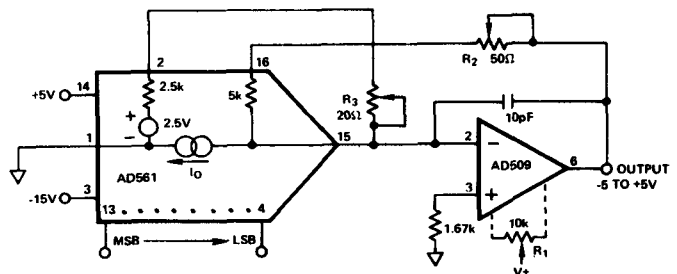 2
16
R2
50Ω
+5V
14
2.5k
5k
R3
20Ω
10pF
+
2.5V
−
1
15
2
−
6
OUTPUT
-5 TO +5V
IO
AD509
AD561
-15V
3
3
+
13
4
1.67k
10k
R1
MSB
LSB
V+